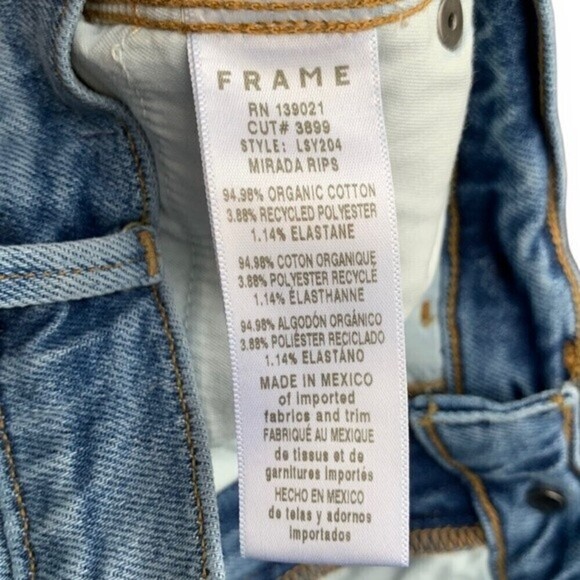 FRAME
RN 139021
CUT# 3899
STYLE: LSY204
MIRADA RIPS
94.98% ORGANIC COTTON
3.88% RECYCLED POLYESTER
1.14% ELASTANE
94.98% COTON ORGANIQUE
3.88% POLYESTER RECYCLÉ
1.14% ÉLASTHANNE
94.98% ALGODÓN ORGÁNICO
3.88% POLIÉSTER RECICLADO
1.14% ELASTANO
MADE IN MEXICO
of imported
fabrics and trim
FABRIQUÉ AU MEXIQUE
de tissus et de
garnitures importés
HECHO EN MEXICO
de telas y adornos
importados